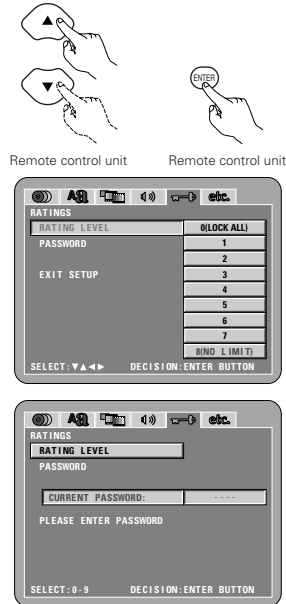 ENTER
Remote control unit Remote control unit
etc.
RATINGS
RATING LEVEL 0(LOCK ALL)
PASSWORD 1
2
EXIT SETUP 3
4
5
6
7
8(NO LIMIT)
SELECT:▼▲◀▶ DECISION:ENTER BUTTON
etc.
RATINGS
RATING LEVEL
PASSWORD
CURRENT PASSWORD: ----
PLEASE ENTER PASSWORD
SELECT:0-9 DECISION:ENTER BUTTON